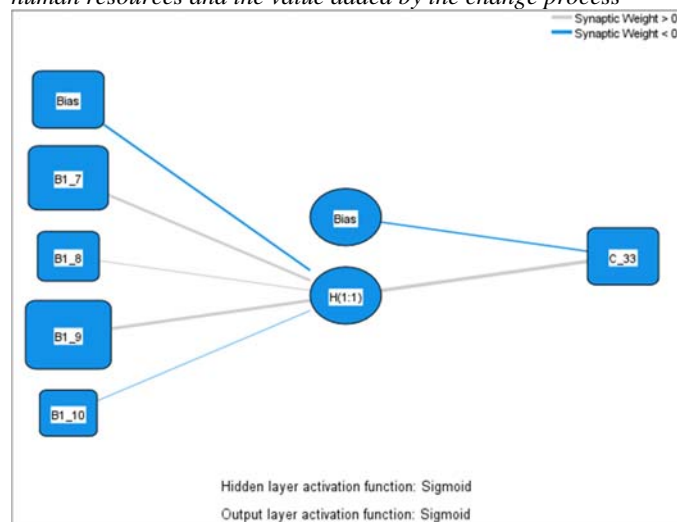 human resources and the value added by the change process
Synaptic Weight > 0
Synaptic Weight < 0
Bias
B1_7
Bias
B1_8
C_33
H(1:1)
B1_9
B1_10
Hidden layer activation function: Sigmoid
Output layer activation function: Sigmoid